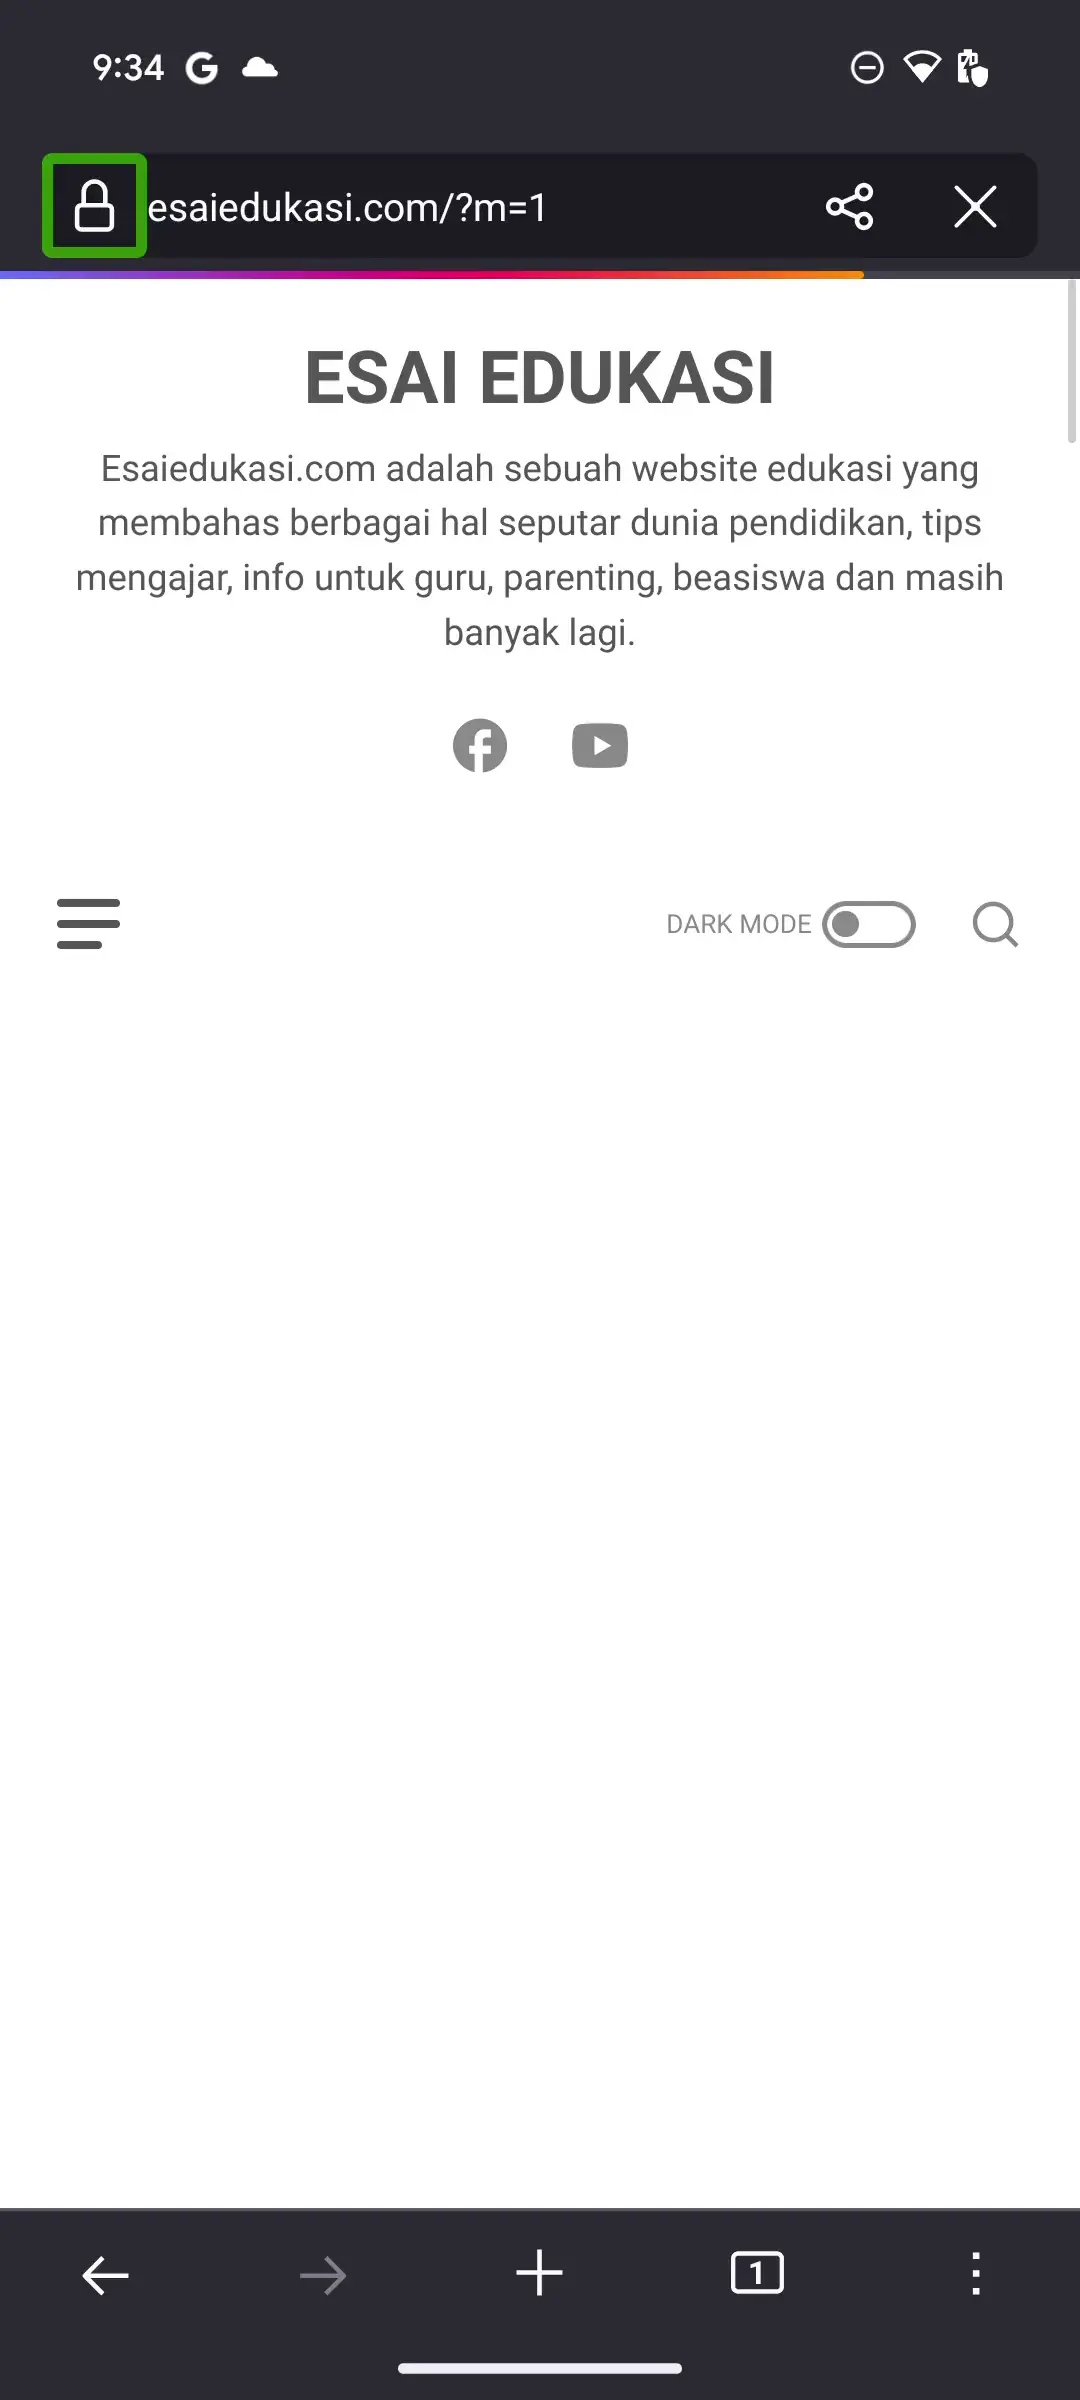 9:34
esaiedukasi.com/?m=1
ESAI EDUKASI
Esaiedukasi.com adalah sebuah website edukasi yang
membahas berbagai hal seputar dunia pendidikan, tips
mengajar, info untuk guru, parenting, beasiswa dan masih
banyak lagi.
DARK MODE
1